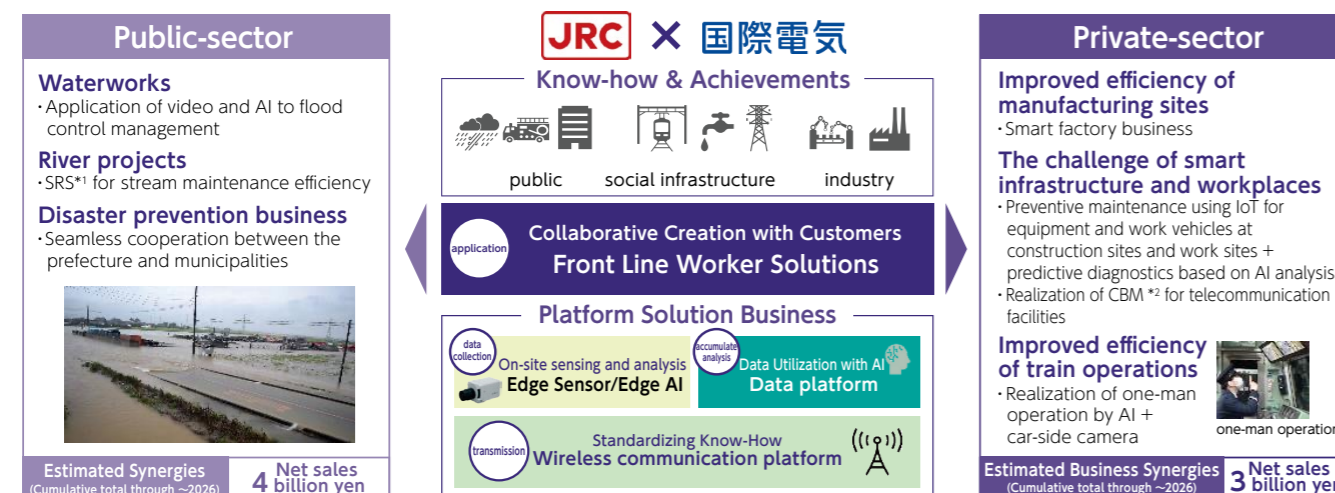 Public-sector
Waterworks
・Application of video and AI to flood
control management
River projects
・SRS*1 for stream maintenance efficiency
Disaster prevention business
・Seamless cooperation between the
prefecture and municipalities
Estimated Synergies
(Cumulative total through ~2026)
4 Net sales
billion yen
JRC × 国際電気
Know-how & Achievements
public social infrastructure industry
application
Collaborative Creation with Customers
Front Line Worker Solutions
Platform Solution Business
data
collection
On-site sensing and analysis
Edge Sensor/Edge AI
accumulate
analysis
Data Utilization with AI
Data platform
transmission
Standardizing Know-How
Wireless communication platform
Private-sector
Improved efficiency of
manufacturing sites
・Smart factory business
The challenge of smart
infrastructure and workplaces
・Preventive maintenance using IoT for
equipment and work vehicles at
construction sites and work sites +
predictive diagnostics based on AI analysis
・Realization of CBM *2 for telecommunication
facilities
Improved efficiency
of train operations
・Realization of one-man
operation by AI +
car-side camera
one-man operation
Estimated Business Synergies
(Cumulative total through ~2026)
3 Net sales
billion yen